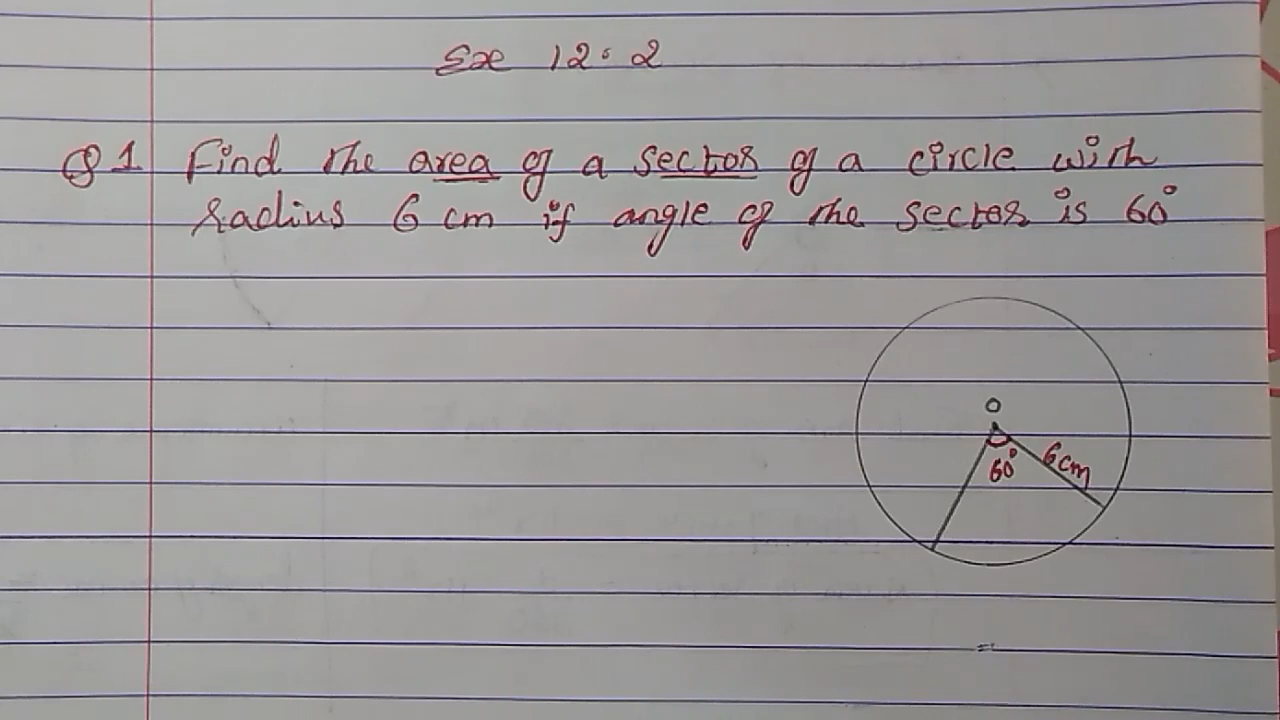 Ex 12.2
Q1 Find the area of a sector of a circle with
radius 6 cm if angle of the sector is 60°
O
60°
6cm